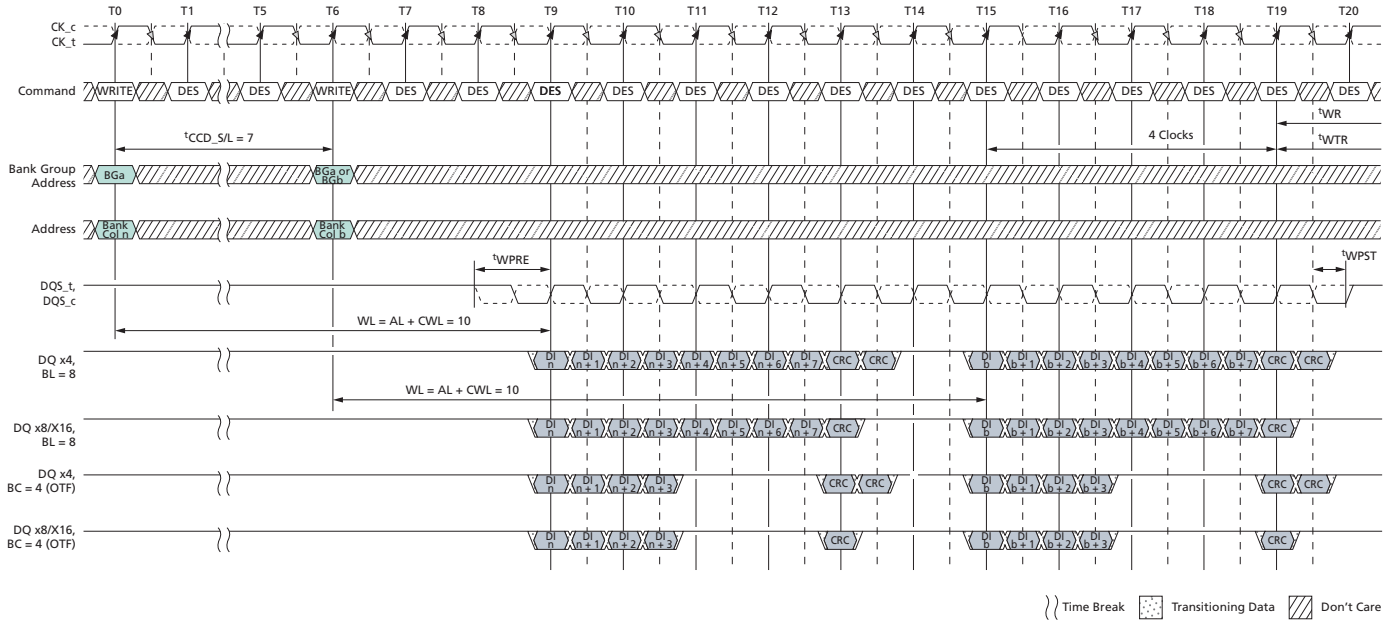 T0 T1 T5 T6 T7 T8 T9 T10 T11 T12 T13 T14 T15 T16 T17 T18 T19 T20
CK_c
CK_t
Command WRITE DES DES WRITE DES DES DES DES DES DES DES DES DES DES DES DES DES DES
tWR
tCCD_S/L = 7
4 Clocks
tWTR
Bank Group
Address
BGa
BGa or
BGb
Address
Bank
Col n
Bank
Col b
tWPRE
tWPST
DQS_t,
DQS_c
WL = AL + CWL = 10
DQ x4,
BL = 8
DI n DI n + 1 DI n + 2 DI n + 3 DI n + 4 DI n + 5 DI n + 6 DI n + 7 CRC CRC DI b DI b + 1 DI b + 2 DI b + 3 DI b + 4 DI b + 5 DI b + 6 DI b + 7 CRC CRC
WL = AL + CWL = 10
DQ x8/X16,
BL = 8
DI n DI n + 1 DI n + 2 DI n + 3 DI n + 4 DI n + 5 DI n + 6 DI n + 7 CRC DI b DI b + 1 DI b + 2 DI b + 3 DI b + 4 DI b + 5 DI b + 6 DI b + 7 CRC
DQ x4,
BC = 4 (OTF)
DI n DI n + 1 DI n + 2 DI n + 3 CRC CRC DI b DI b + 1 DI b + 2 DI b + 3 CRC CRC
DQ x8/X16,
BC = 4 (OTF)
DI n DI n + 1 DI n + 2 DI n + 3 CRC DI b DI b + 1 DI b + 2 DI b + 3 CRC
Time Break Transitioning Data Don't Care